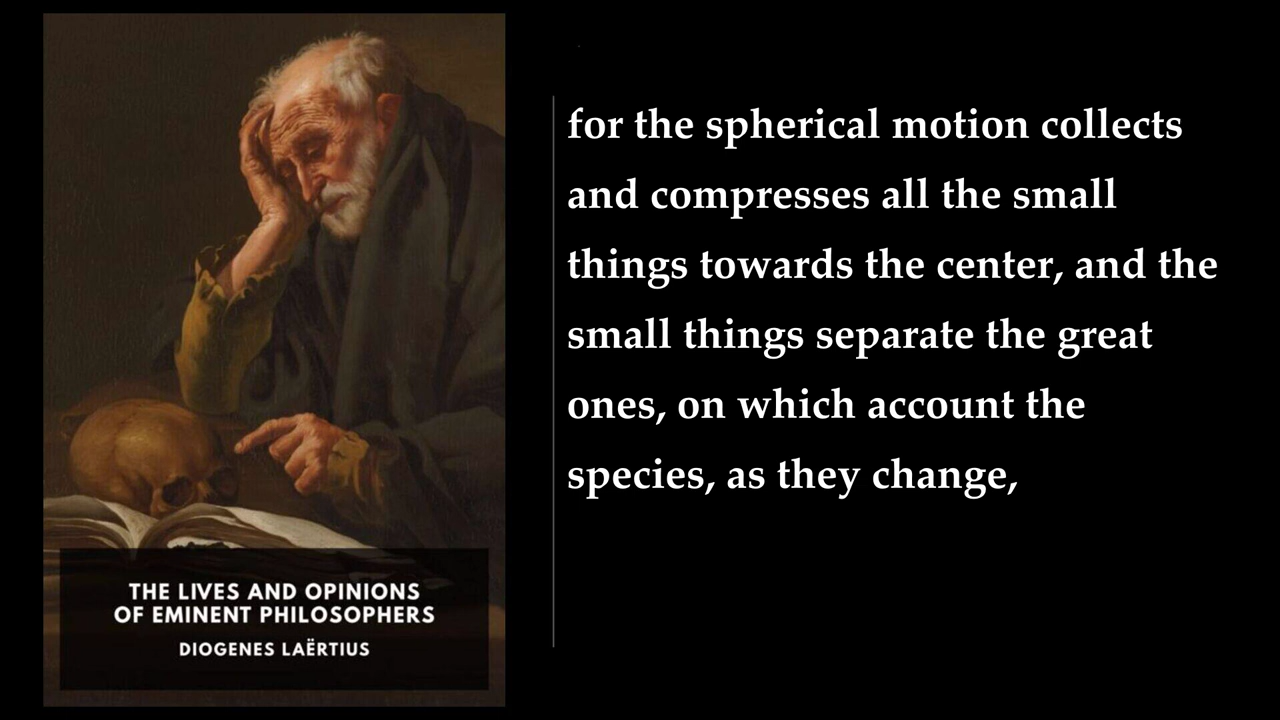 THE LIVES AND OPINIONS
OF EMINENT PHILOSOPHERS
DIOGENES LAËRTIUS
for the spherical motion collects
and compresses all the small
things towards the center, and the
small things separate the great
ones, on which account the
species, as they change,